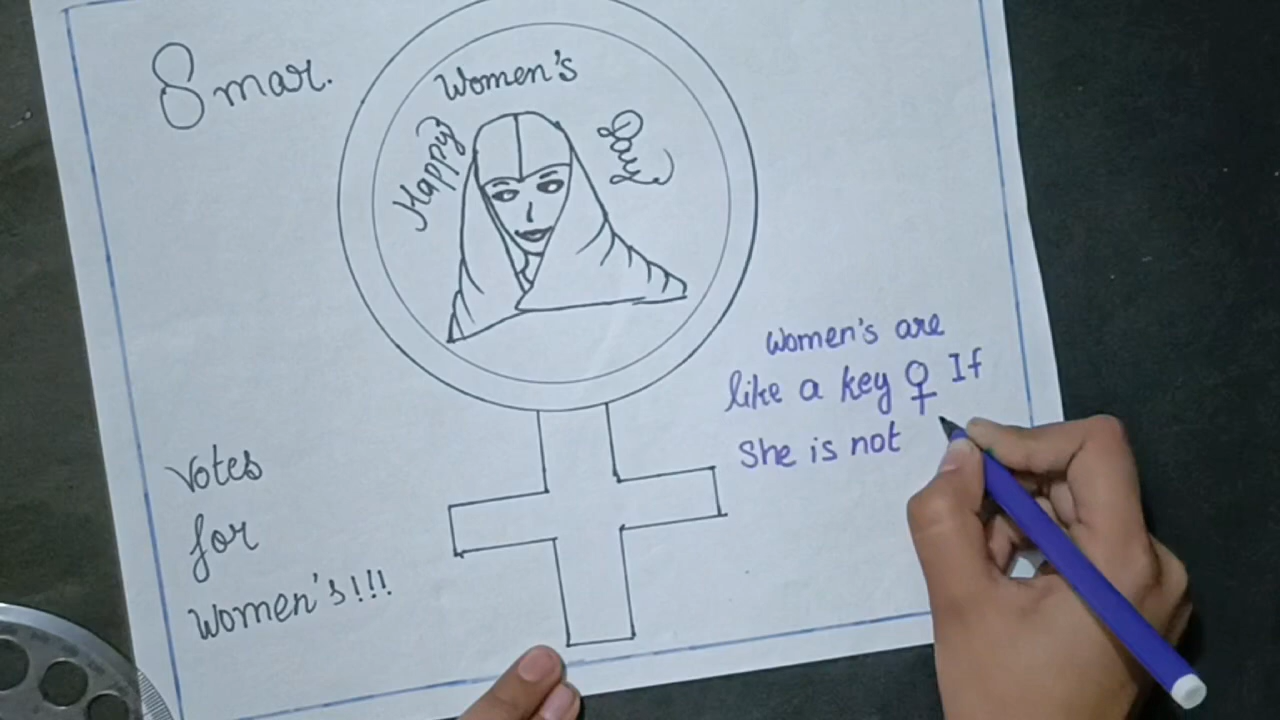 8 mar.
Happy
Women's
Day
Women's are
like a key ♀ If
She is not
Votes
for
Women's!!!